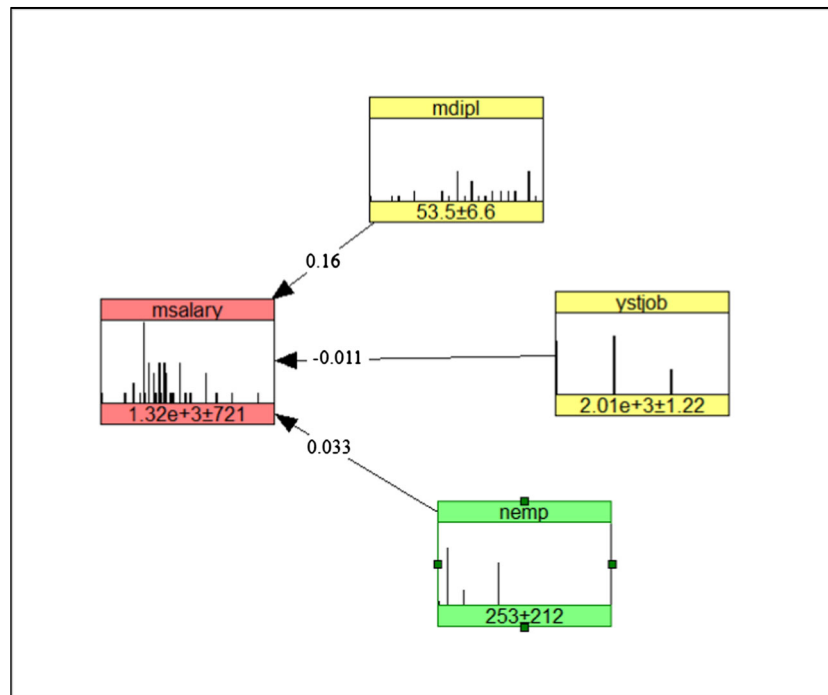 mdipl
53.5±6.6
0.16
msalary
1.32e+3±721
ystjob
2.01e+3±1.22
-0.011
0.033
nemp
253±212